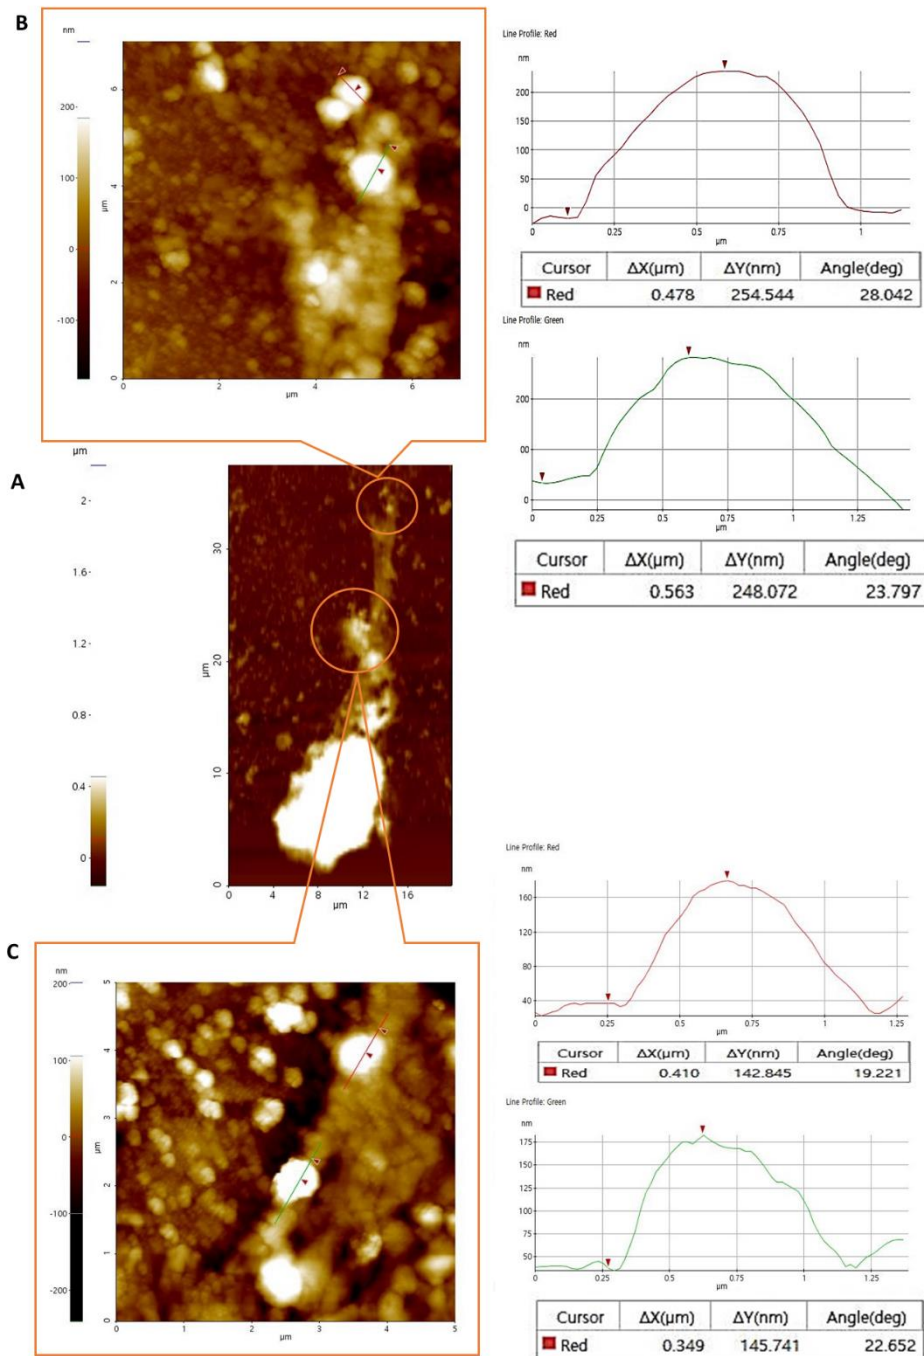 B
nm
200
100
0
-100
6
4
2
0
μm
0
2
4
6
μm
Line Profile: Red
nm
200
150
100
50
0
0
0.25
0.5
0.75
1
μm
Cursor ΔX(μm) ΔY(nm) Angle(deg)
Red 0.478 254.544 28.042
Line Profile: Green
nm
200
00
0
0
0.25
0.5
0.75
1
1.25
μm
Cursor ΔX(μm) ΔY(nm) Angle(deg)
Red 0.563 248.072 23.797
A
μm
2
1.6
1.2
0.8
0.4
0
30
20
10
0
μm
0
4
8
12
16
μm
C
nm
200
100
0
-100
-200
5
4
3
2
1
0
μm
0
1
2
3
4
5
μm
Line Profile: Red
nm
160
120
80
40
0
0.25
0.5
0.75
1
1.25
μm
Cursor ΔX(μm) ΔY(nm) Angle(deg)
Red 0.410 142.845 19.221
Line Profile: Green
nm
175
150
125
100
75
50
0
0.25
0.5
0.75
1
1.25
μm
Cursor ΔX(μm) ΔY(nm) Angle(deg)
Red 0.349 145.741 22.652